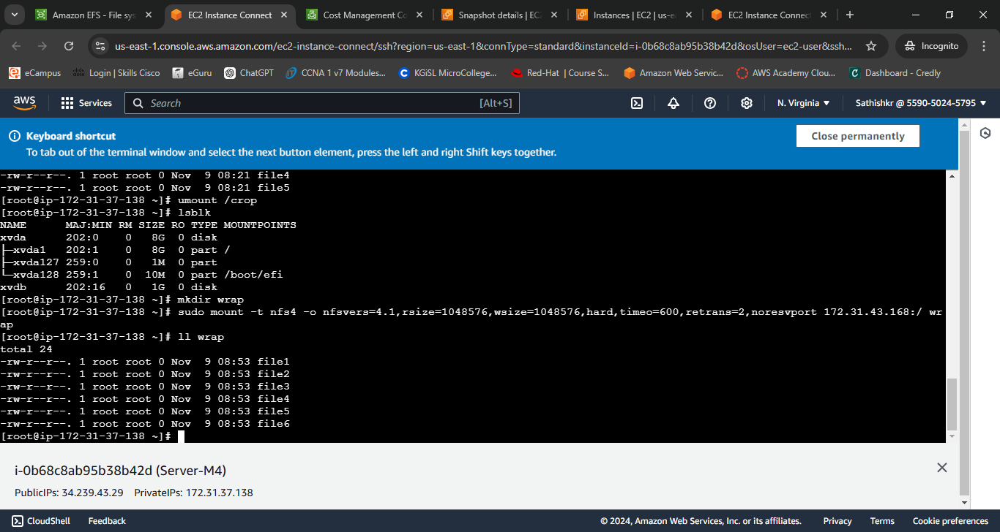 Amazon EFS - File sys
EC2 Instance Connect
Cost Management Co
Snapshot details | EC2
Instances | EC2 | us-ea
EC2 Instance Connect
us-east-1.console.aws.amazon.com/ec2-instance-connect/ssh?region=us-east-1&connType=standard&instanceId=i-0b68c8ab95b38b42d&osUser=ec2-user&ssh...
Incognito
eCampus
Login | Skills Cisco
eGuru
ChatGPT
CCNA 1 v7 Modules...
KGiSL MicroCollege...
Red-Hat | Course S...
Amazon Web Servic...
AWS Academy Clou...
Dashboard - Credly
aws
Services
Search
[Alt+S]
N. Virginia
Sathishkr @ 5590-5024-5795
Keyboard shortcut
To tab out of the terminal window and select the next button element, press the left and right Shift keys together.
Close permanently
-rw-r--r--. 1 root root 0 Nov  9 08:21 file4
-rw-r--r--. 1 root root 0 Nov  9 08:21 file5
[root@ip-172-31-37-138 ~]# umount /crop
[root@ip-172-31-37-138 ~]# lsblk
NAME      MAJ:MIN RM SIZE RO TYPE MOUNTPOINTS
xvda      202:0    0   8G  0 disk
├─xvda1   202:1    0   8G  0 part /
├─xvda127 259:0    0   1M  0 part
└─xvda128 259:1    0  10M  0 part /boot/efi
xvdb      202:16   0   1G  0 disk
[root@ip-172-31-37-138 ~]# mkdir wrap
[root@ip-172-31-37-138 ~]# sudo mount -t nfs4 -o nfsvers=4.1,rsize=1048576,wsize=1048576,hard,timeo=600,retrans=2,noresvport 172.31.43.168:/ wr
ap
[root@ip-172-31-37-138 ~]# ll wrap
total 24
-rw-r--r--. 1 root root 0 Nov  9 08:53 file1
-rw-r--r--. 1 root root 0 Nov  9 08:53 file2
-rw-r--r--. 1 root root 0 Nov  9 08:53 file3
-rw-r--r--. 1 root root 0 Nov  9 08:53 file4
-rw-r--r--. 1 root root 0 Nov  9 08:53 file5
-rw-r--r--. 1 root root 0 Nov  9 08:53 file6
[root@ip-172-31-37-138 ~]#
i-0b68c8ab95b38b42d (Server-M4)
PublicIPs: 34.239.43.29 PrivateIPs: 172.31.37.138
CloudShell
Feedback
© 2024, Amazon Web Services, Inc. or its affiliates.
Privacy
Terms
Cookie preferences